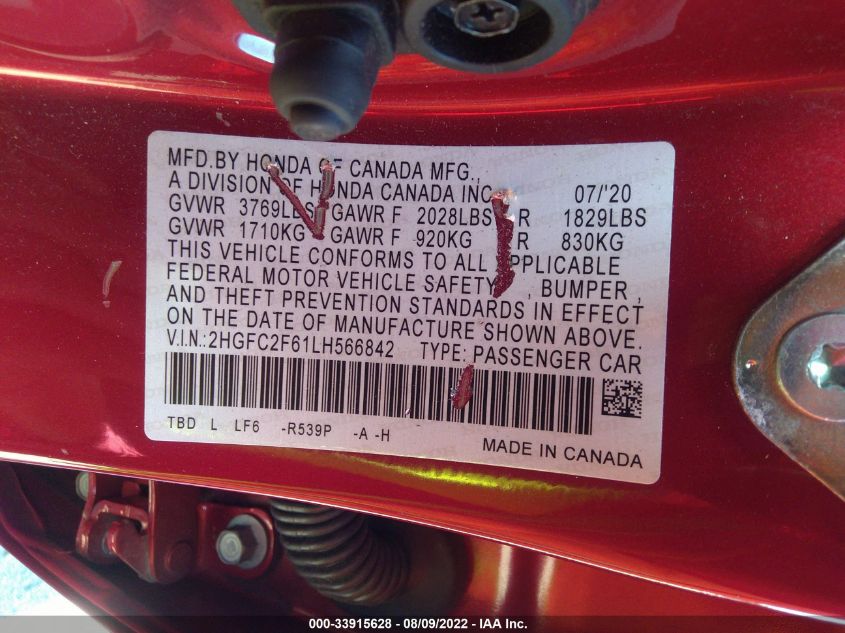 MFD.BY HONDA OF CANADA MFG.,
A DIVISION OF HONDA CANADA INC 07/'20
GVWR 3769LBS GAWR F 2028LBS R 1829LBS
GVWR 1710KG GAWR F 920KG R 830KG
THIS VEHICLE CONFORMS TO ALL APPLICABLE
FEDERAL MOTOR VEHICLE SAFETY , BUMPER ,
AND THEFT PREVENTION STANDARDS IN EFFECT
ON THE DATE OF MANUFACTURE SHOWN ABOVE.
V.IN.: 2HGFC2F61LH566842 TYPE: PASSENGER CAR
TBD L LF6 -R539P -A -H
MADE IN CANADA
000-33915628 - 08/09/2022 - IAA Inc.